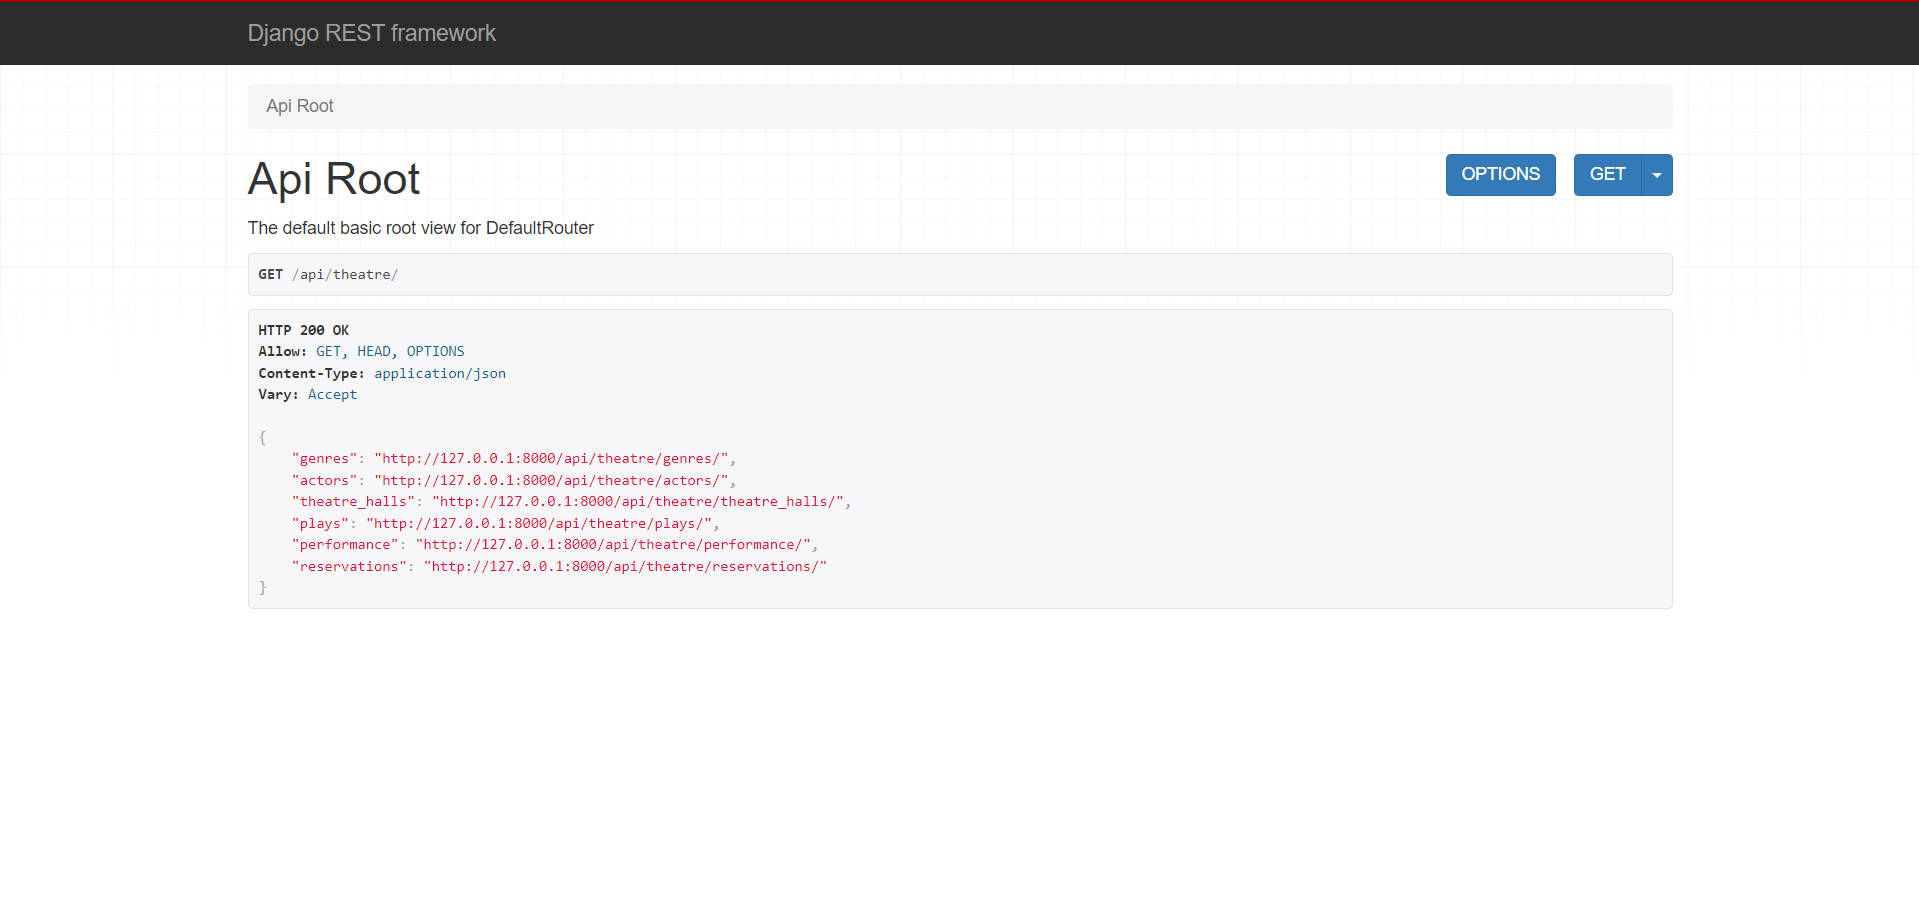 Django REST framework
Api Root
Api Root
OPTIONS
GET
The default basic root view for DefaultRouter
GET /api/theatre/
HTTP 200 OK
Allow: GET, HEAD, OPTIONS
Content-Type: application/json
Vary: Accept
{
    "genres": "http://127.0.0.1:8000/api/theatre/genres/",
    "actors": "http://127.0.0.1:8000/api/theatre/actors/",
    "theatre_halls": "http://127.0.0.1:8000/api/theatre/theatre_halls/",
    "plays": "http://127.0.0.1:8000/api/theatre/plays/",
    "performance": "http://127.0.0.1:8000/api/theatre/performance/",
    "reservations": "http://127.0.0.1:8000/api/theatre/reservations/"
}